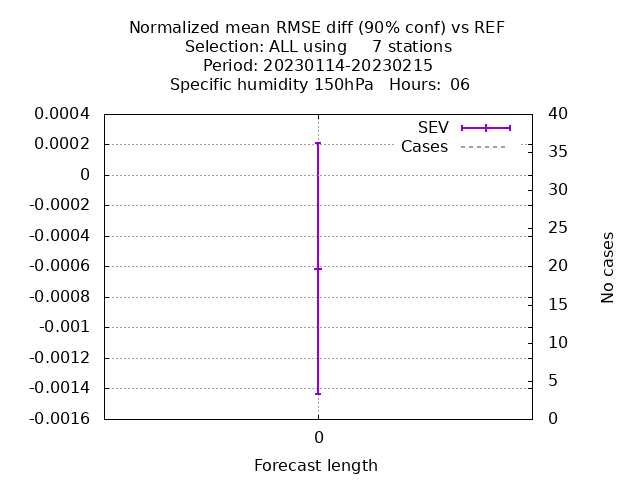 Normalized mean RMSE diff (90% conf) vs REF
Selection: ALL using     7 stations
Period: 20230114-20230215
Specific humidity 150hPa   Hours:  06
SEV
Cases
0.0004
0.0002
0
-0.0002
-0.0004
-0.0006
-0.0008
-0.001
-0.0012
-0.0014
-0.0016
40
35
30
25
20
15
10
5
0
No cases
0
Forecast length